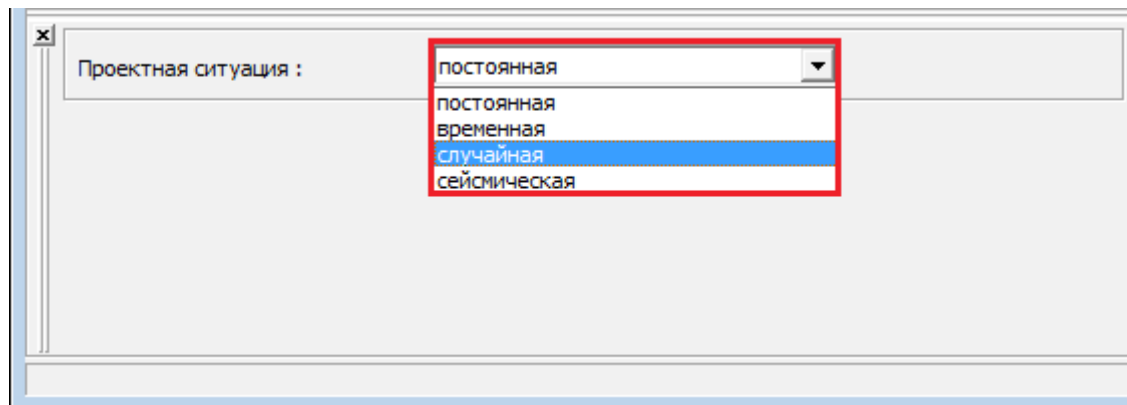 Проектная ситуация : постоянная
постоянная
временная
случайная
сейсмическая